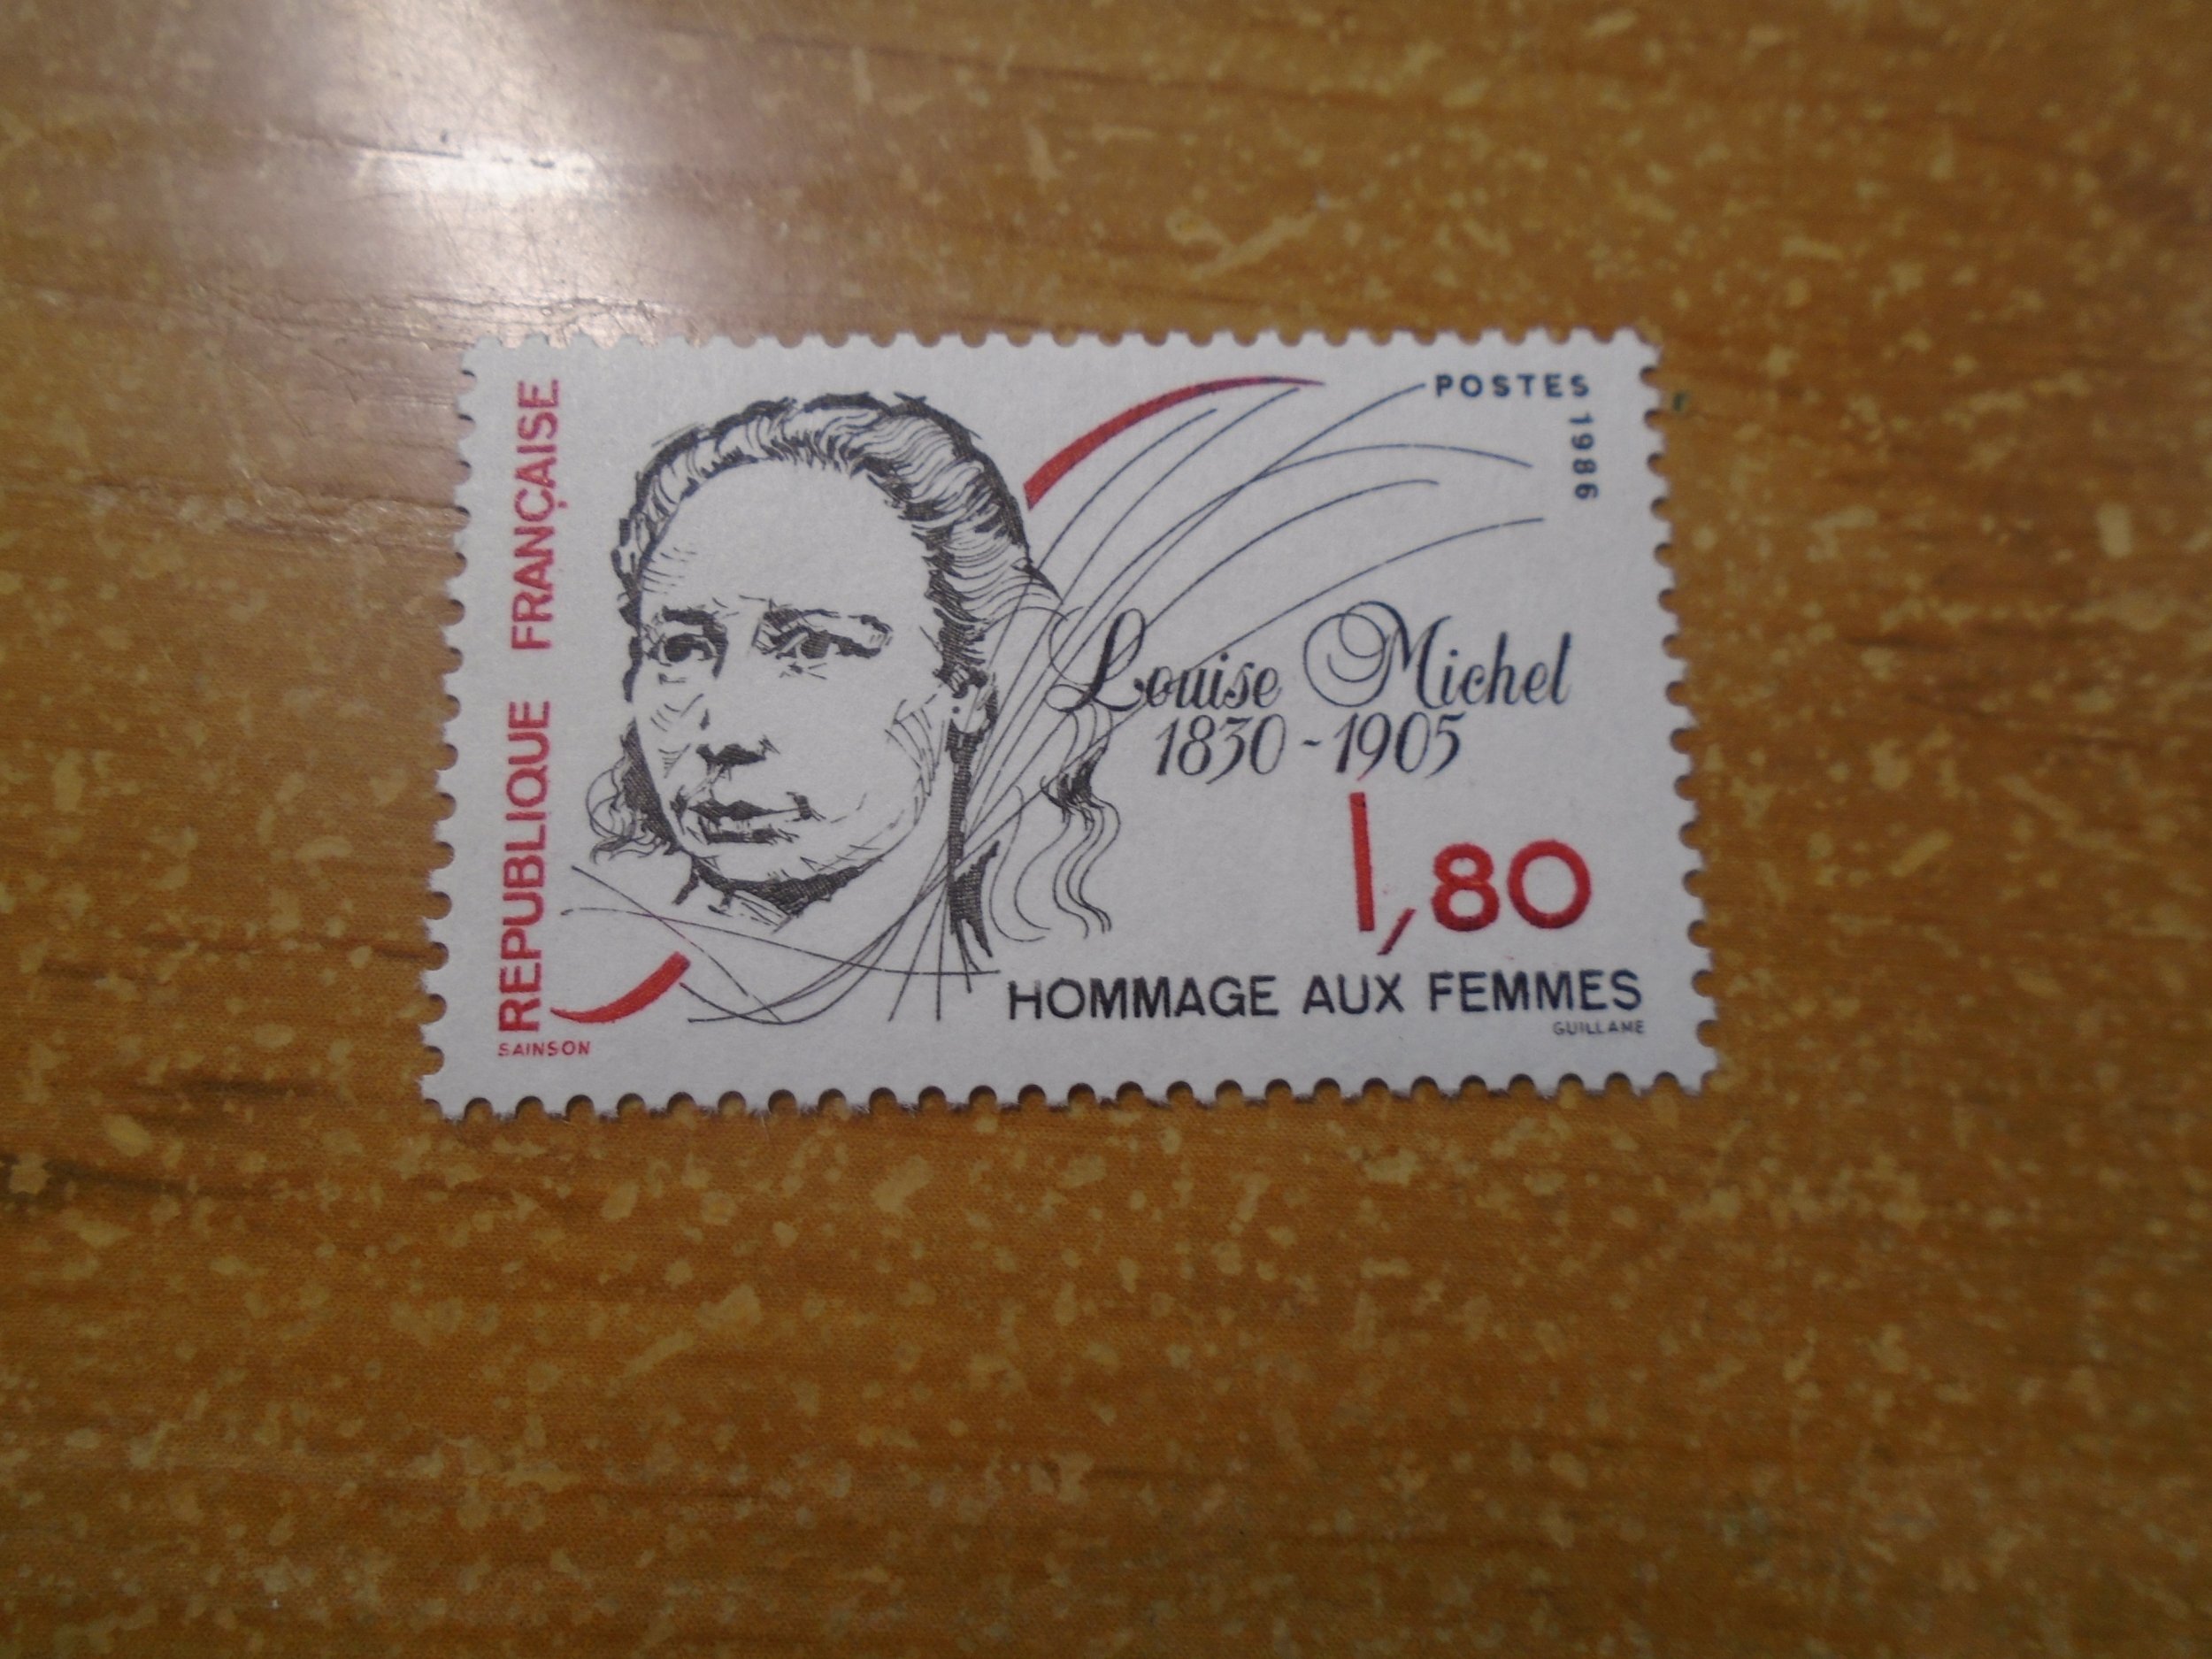 REPUBLIQUE FRANÇAISE
POSTES
1986
Louise Michel
1830-1905
1,80
HOMMAGE AUX FEMMES
GUILLAME
SAINSON